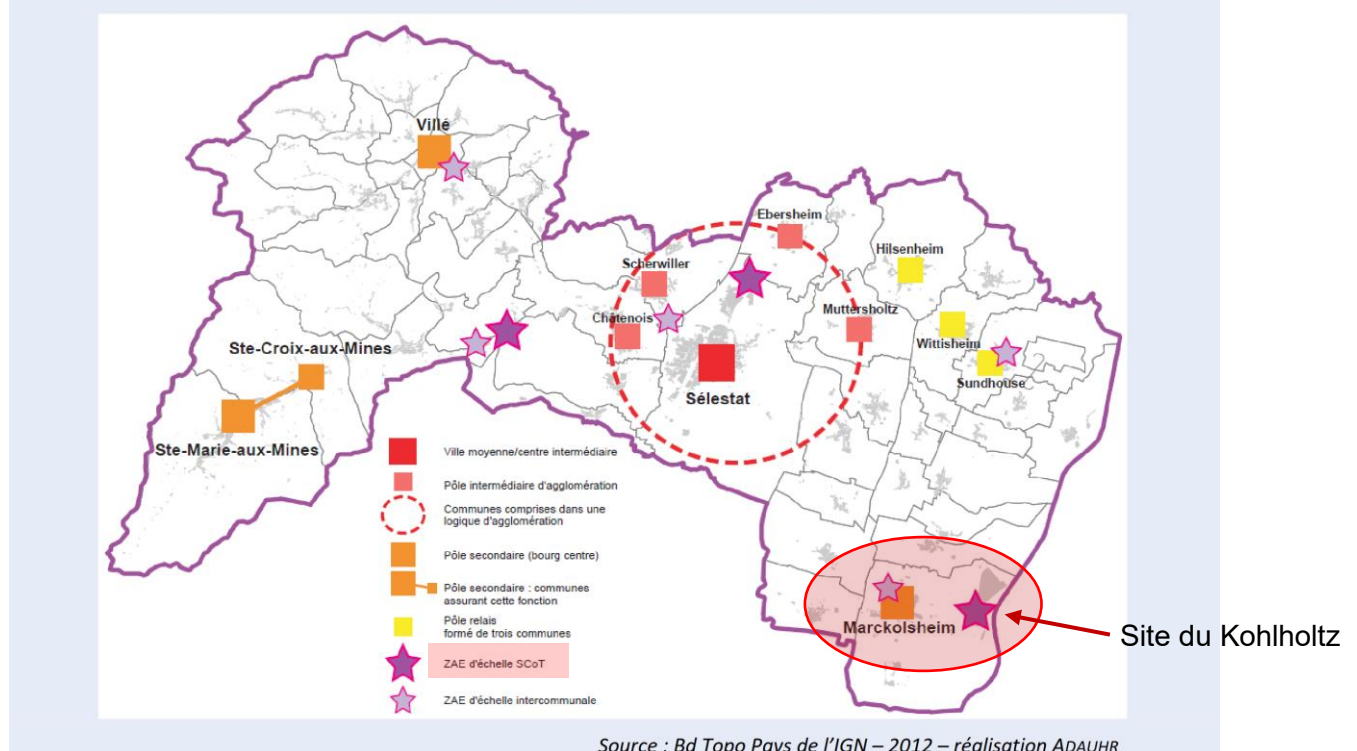 Villé
Ebersheim
Hilsenheim
Scherwiller
Châtenois
Muttersholtz
Wittisheim
Sundhouse
Ste-Croix-aux-Mines
Sélestat
Ste-Marie-aux-Mines
Marckolsheim
Site du Kohlholtz
Ville moyenne/centre intermédiaire
Pôle intermédiaire d'agglomération
Communes comprises dans une
logique d'agglomération
Pôle secondaire (bourg centre)
Pôle secondaire : communes
assurant cette fonction
Pôle relais
formé de trois communes
ZAE d'échelle SCoT
ZAE d'échelle intercommunale
Source : Bd Topo Pays de l'IGN – 2012 – réalisation ADAUHR